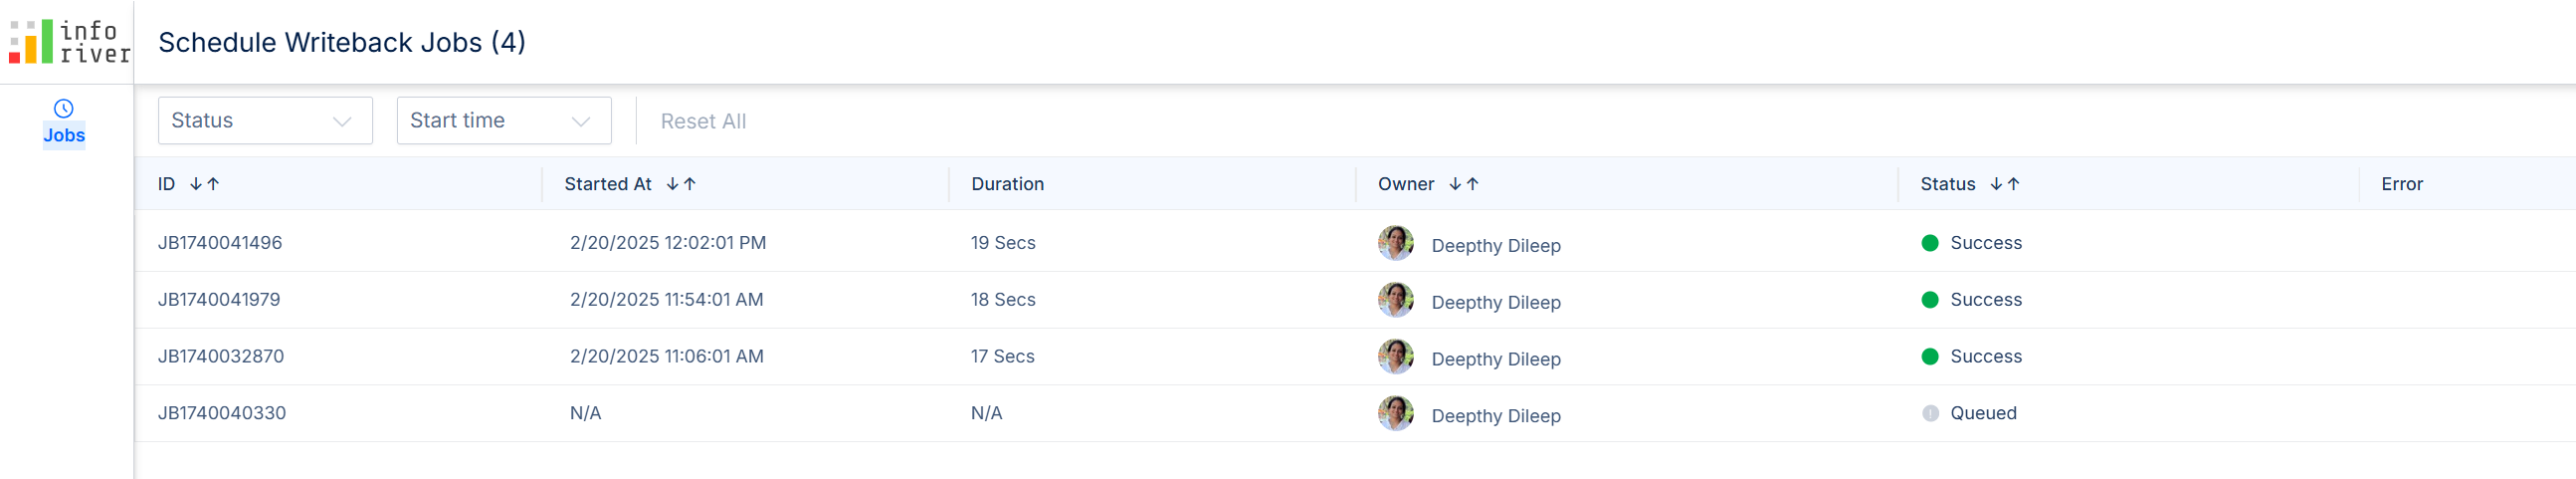 info
river
Schedule Writeback Jobs (4)
Jobs
Status Start time Reset All
ID Started At Duration Owner Status Error
JB1740041496 2/20/2025 12:02:01 PM 19 Secs Deepthy Dileep Success
JB1740041979 2/20/2025 11:54:01 AM 18 Secs Deepthy Dileep Success
JB1740032870 2/20/2025 11:06:01 AM 17 Secs Deepthy Dileep Success
JB1740040330 N/A N/A Deepthy Dileep Queued